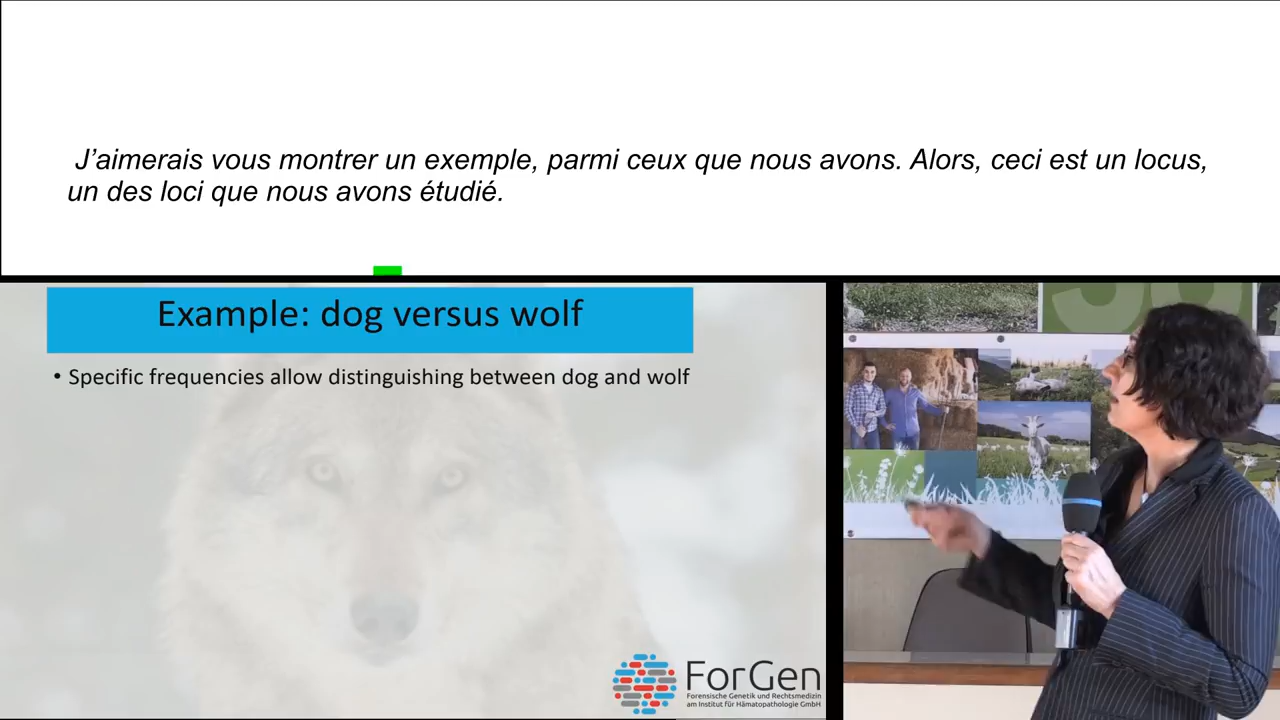 J’aimerais vous montrer un exemple, parmi ceux que nous avons. Alors, ceci est un locus,
un des loci que nous avons étudié.
Example: dog versus wolf
• Specific frequencies allow distinguishing between dog and wolf
ForGen
Forensische Genetik und Rechtsmedizin
am Institut für Hämatopathologie GmbH